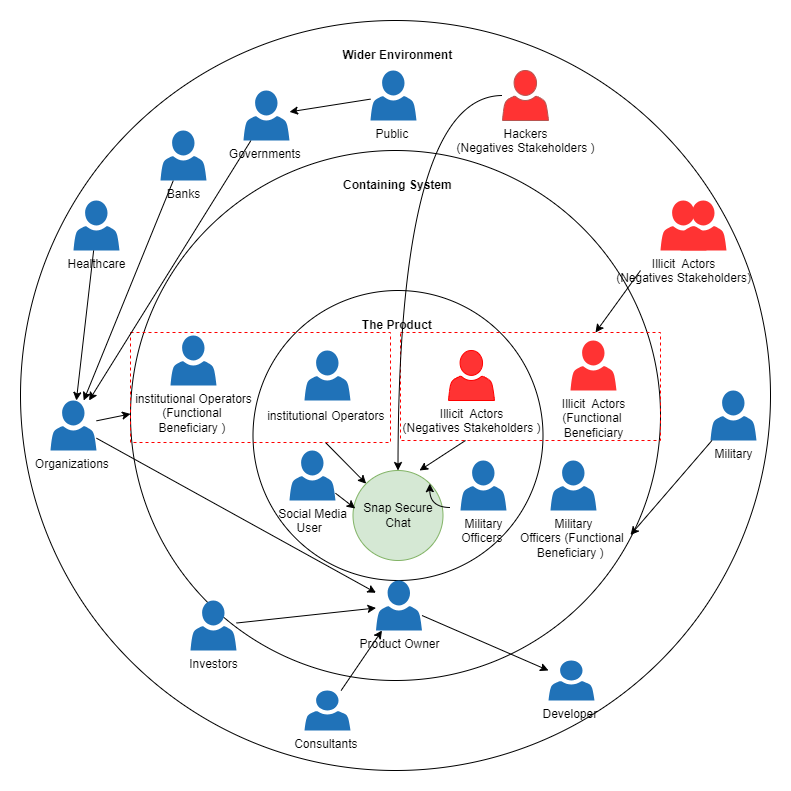 Wider Environment
Public
Hackers
(Negatives Stakeholders )
Governments
Banks
Containing System
Healthcare
Illicit  Actors
(Negatives Stakeholders)
The Product
institutional Operators
(Functional
Beneficiary )
institutional Operators
Illicit  Actors
(Negatives Stakeholders )
Illicit  Actors
(Functional
Beneficiary
Organizations
Military
Social Media
User
Snap Secure
Chat
Military
Officers
Military
Officers (Functional
Beneficiary )
Product Owner
Investors
Developer
Consultants